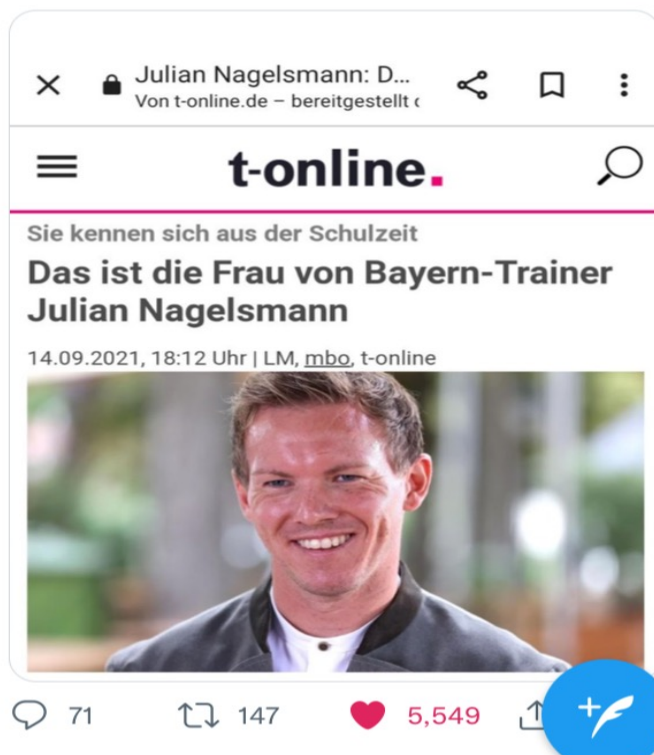 Julian Nagelsmann: D...
Von t-online.de – bereitgestellt
t-online.
Sie kennen sich aus der Schulzeit
Das ist die Frau von Bayern-Trainer
Julian Nagelsmann
14.09.2021, 18:12 Uhr | LM, mbo, t-online
71 147 5,549